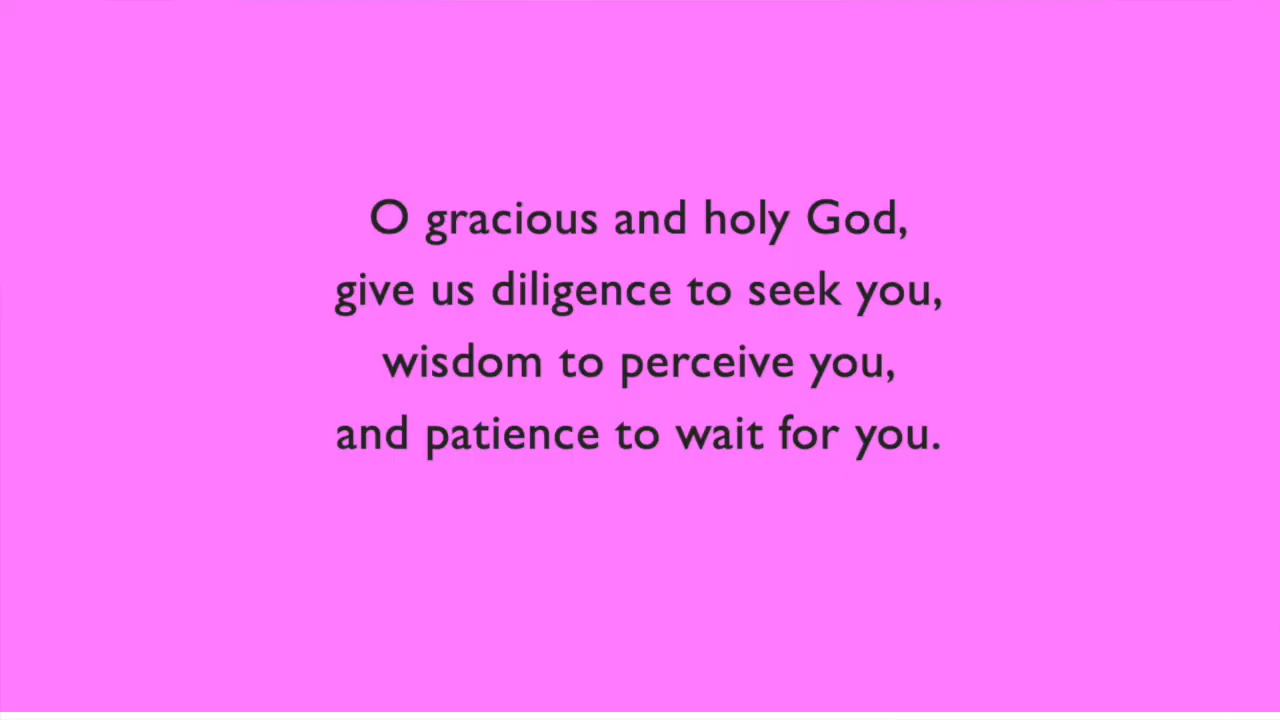 O gracious and holy God,
give us diligence to seek you,
wisdom to perceive you,
and patience to wait for you.